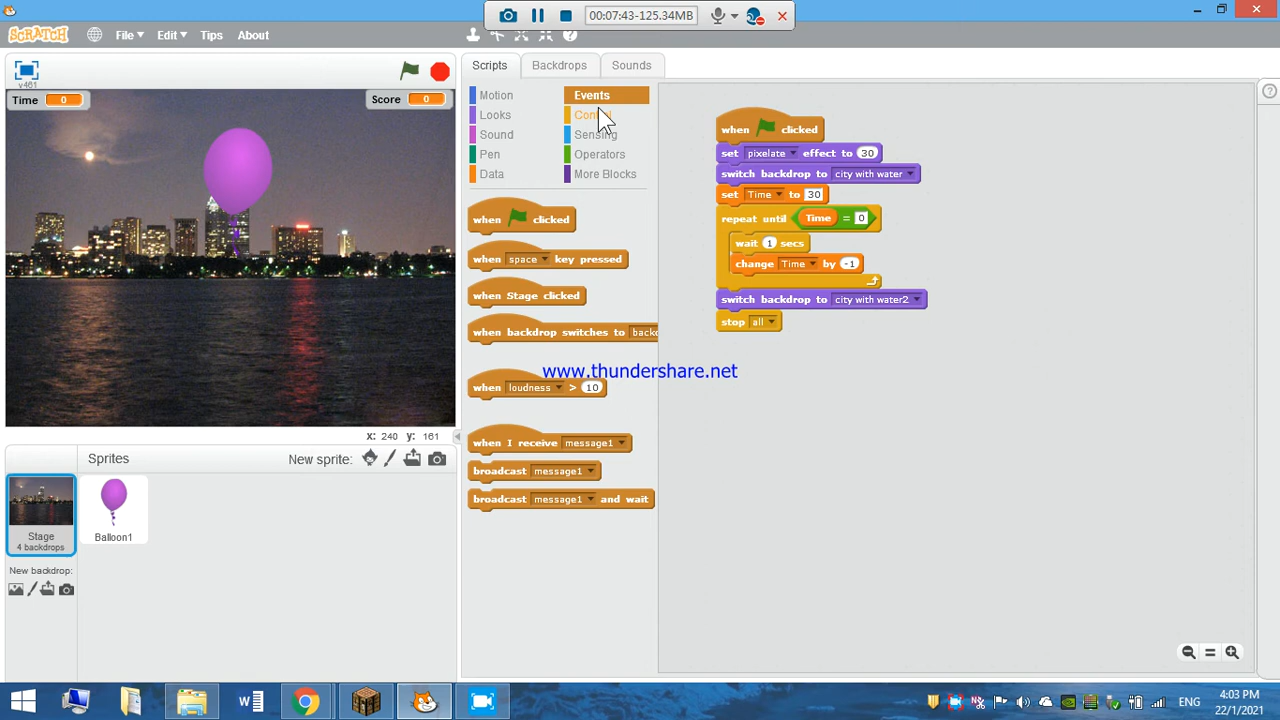 00:07:43-125.34MB
SCRATCH File Edit Tips About
v461
Time 0
Score 0
Scripts Backdrops Sounds
Motion Events
Looks Control
Sound Sensing
Pen Operators
Data More Blocks
when clicked
when space key pressed
when Stage clicked
when backdrop switches to
when loudness > 10
when I receive message1
broadcast message1
broadcast message1 and wait
when clicked
set pixelate effect to 30
switch backdrop to city with water
set Time to 30
repeat until Time = 0
wait 1 secs
change Time by -1
switch backdrop to city with water2
stop all
www.thundershare.net
x: 240 y: 161
Sprites New sprite:
Stage
4 backdrops
Balloon1
New backdrop:
ENG
4:03 PM
22/1/2021